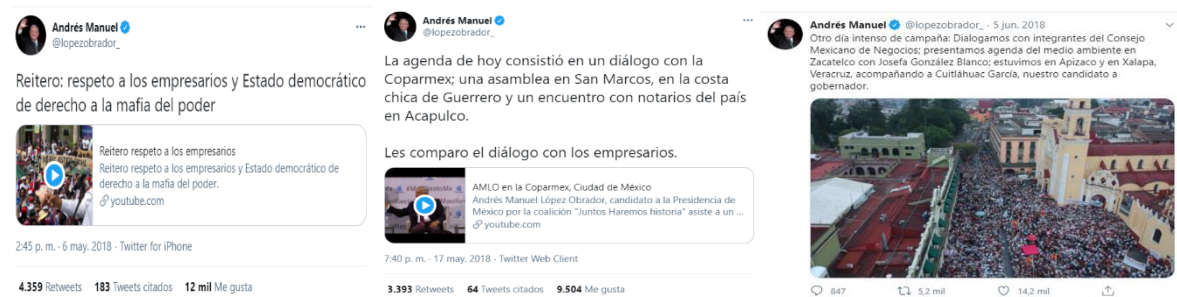 Andrés Manuel
@lopezobrador_
Reitero: respeto a los empresarios y Estado democrático
de derecho a la mafia del poder
Reitero respeto a los empresarios
Reitero respeto a los empresarios y Estado democrático de
derecho a la mafia del poder.
youtube.com
2:45 p. m. · 6 may. 2018 · Twitter for iPhone
4.359 Retweets 183 Tweets citados 12 mil Me gusta
Andrés Manuel
@lopezobrador_
La agenda de hoy consistió en un diálogo con la
Coparmex; una asamblea en San Marcos, en la costa
chica de Guerrero y un encuentro con notarios del país
en Acapulco.
Les comparo el diálogo con los empresarios.
AMLO en la Coparmex, Ciudad de México
Andrés Manuel López Obrador, candidato a la Presidencia de
México por la coalición "Juntos Haremos historia" asiste a un ...
youtube.com
7:40 p. m. · 17 may. 2018 · Twitter Web Client
3.393 Retweets 64 Tweets citados 9.504 Me gusta
Andrés Manuel @lopezobrador_ · 5 jun. 2018
Otro día intenso de campaña: Dialogamos con integrantes del Consejo
Mexicano de Negocios; presentamos agenda del medio ambiente en
Zacatelco con Josefa González Blanco; estuvimos en Apizaco y en Xalapa,
Veracruz, acompañando a Cuitláhuac García, nuestro candidato a
gobernador.
847 5,2 mil 14,2 mil